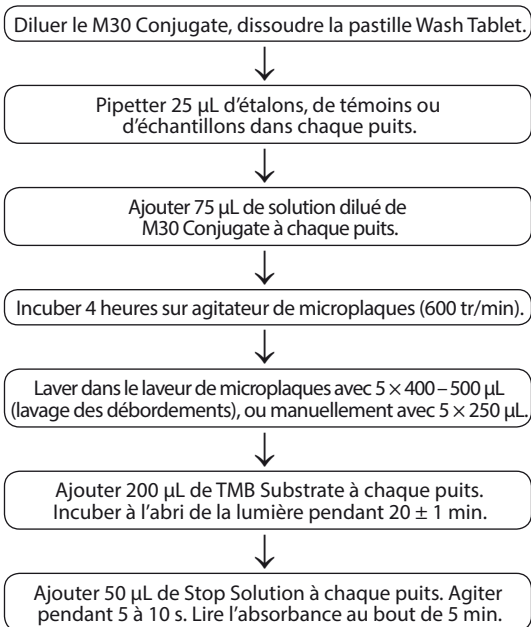 Diluer le M30 Conjugate, dissoudre la pastille Wash Tablet.
Pipetter 25 µL d'étalons, de témoins ou
d'échantillons dans chaque puits.
Ajouter 75 µL de solution dilué de
M30 Conjugate à chaque puits.
Incuber 4 heures sur agitateur de microplaques (600 tr/min).
Laver dans le laveur de microplaques avec 5 × 400 – 500 µL
(lavage des débordements), ou manuellement avec 5 × 250 µL.
Ajouter 200 µL de TMB Substrate à chaque puits.
Incuber à l'abri de la lumière pendant 20 ± 1 min.
Ajouter 50 µL de Stop Solution à chaque puits. Agiter
pendant 5 à 10 s. Lire l'absorbance au bout de 5 min.